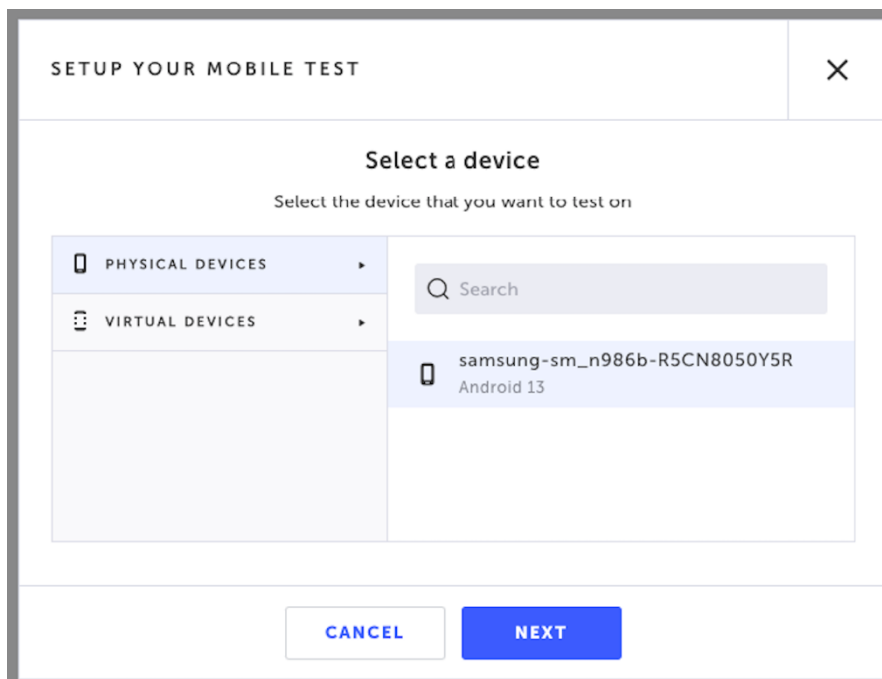 SETUP YOUR MOBILE TEST
Select a device
Select the device that you want to test on
PHYSICAL DEVICES
VIRTUAL DEVICES
Search
samsung-sm_n986b-R5CN8050Y5R
Android 13
CANCEL
NEXT